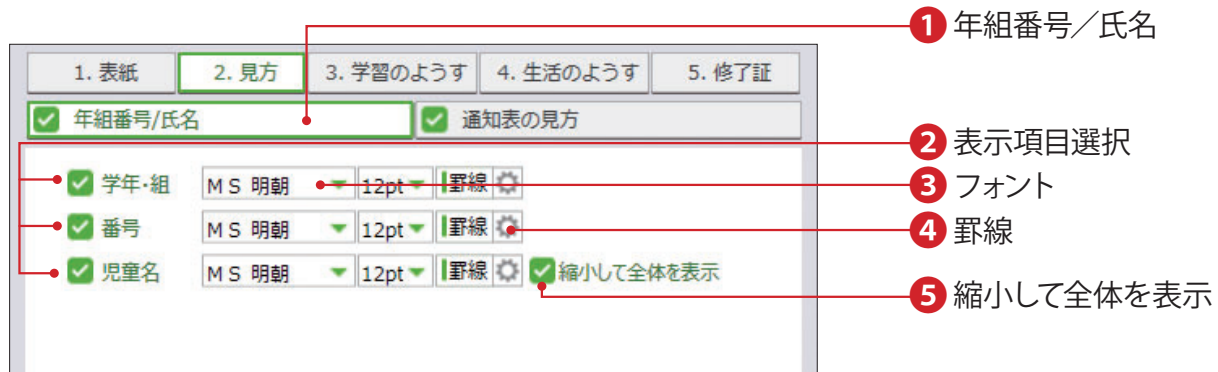 ❶ 年組番号／氏名
1. 表紙 2. 見方 3. 学習のようす 4. 生活のようす 5. 修了証
年組番号/氏名 通知表の見方
❷ 表示項目選択
学年･組 ＭＳ 明朝 12pt 罫線
❸ フォント
番号 ＭＳ 明朝 12pt 罫線
❹ 罫線
児童名 ＭＳ 明朝 12pt 罫線 縮小して全体を表示
❺ 縮小して全体を表示